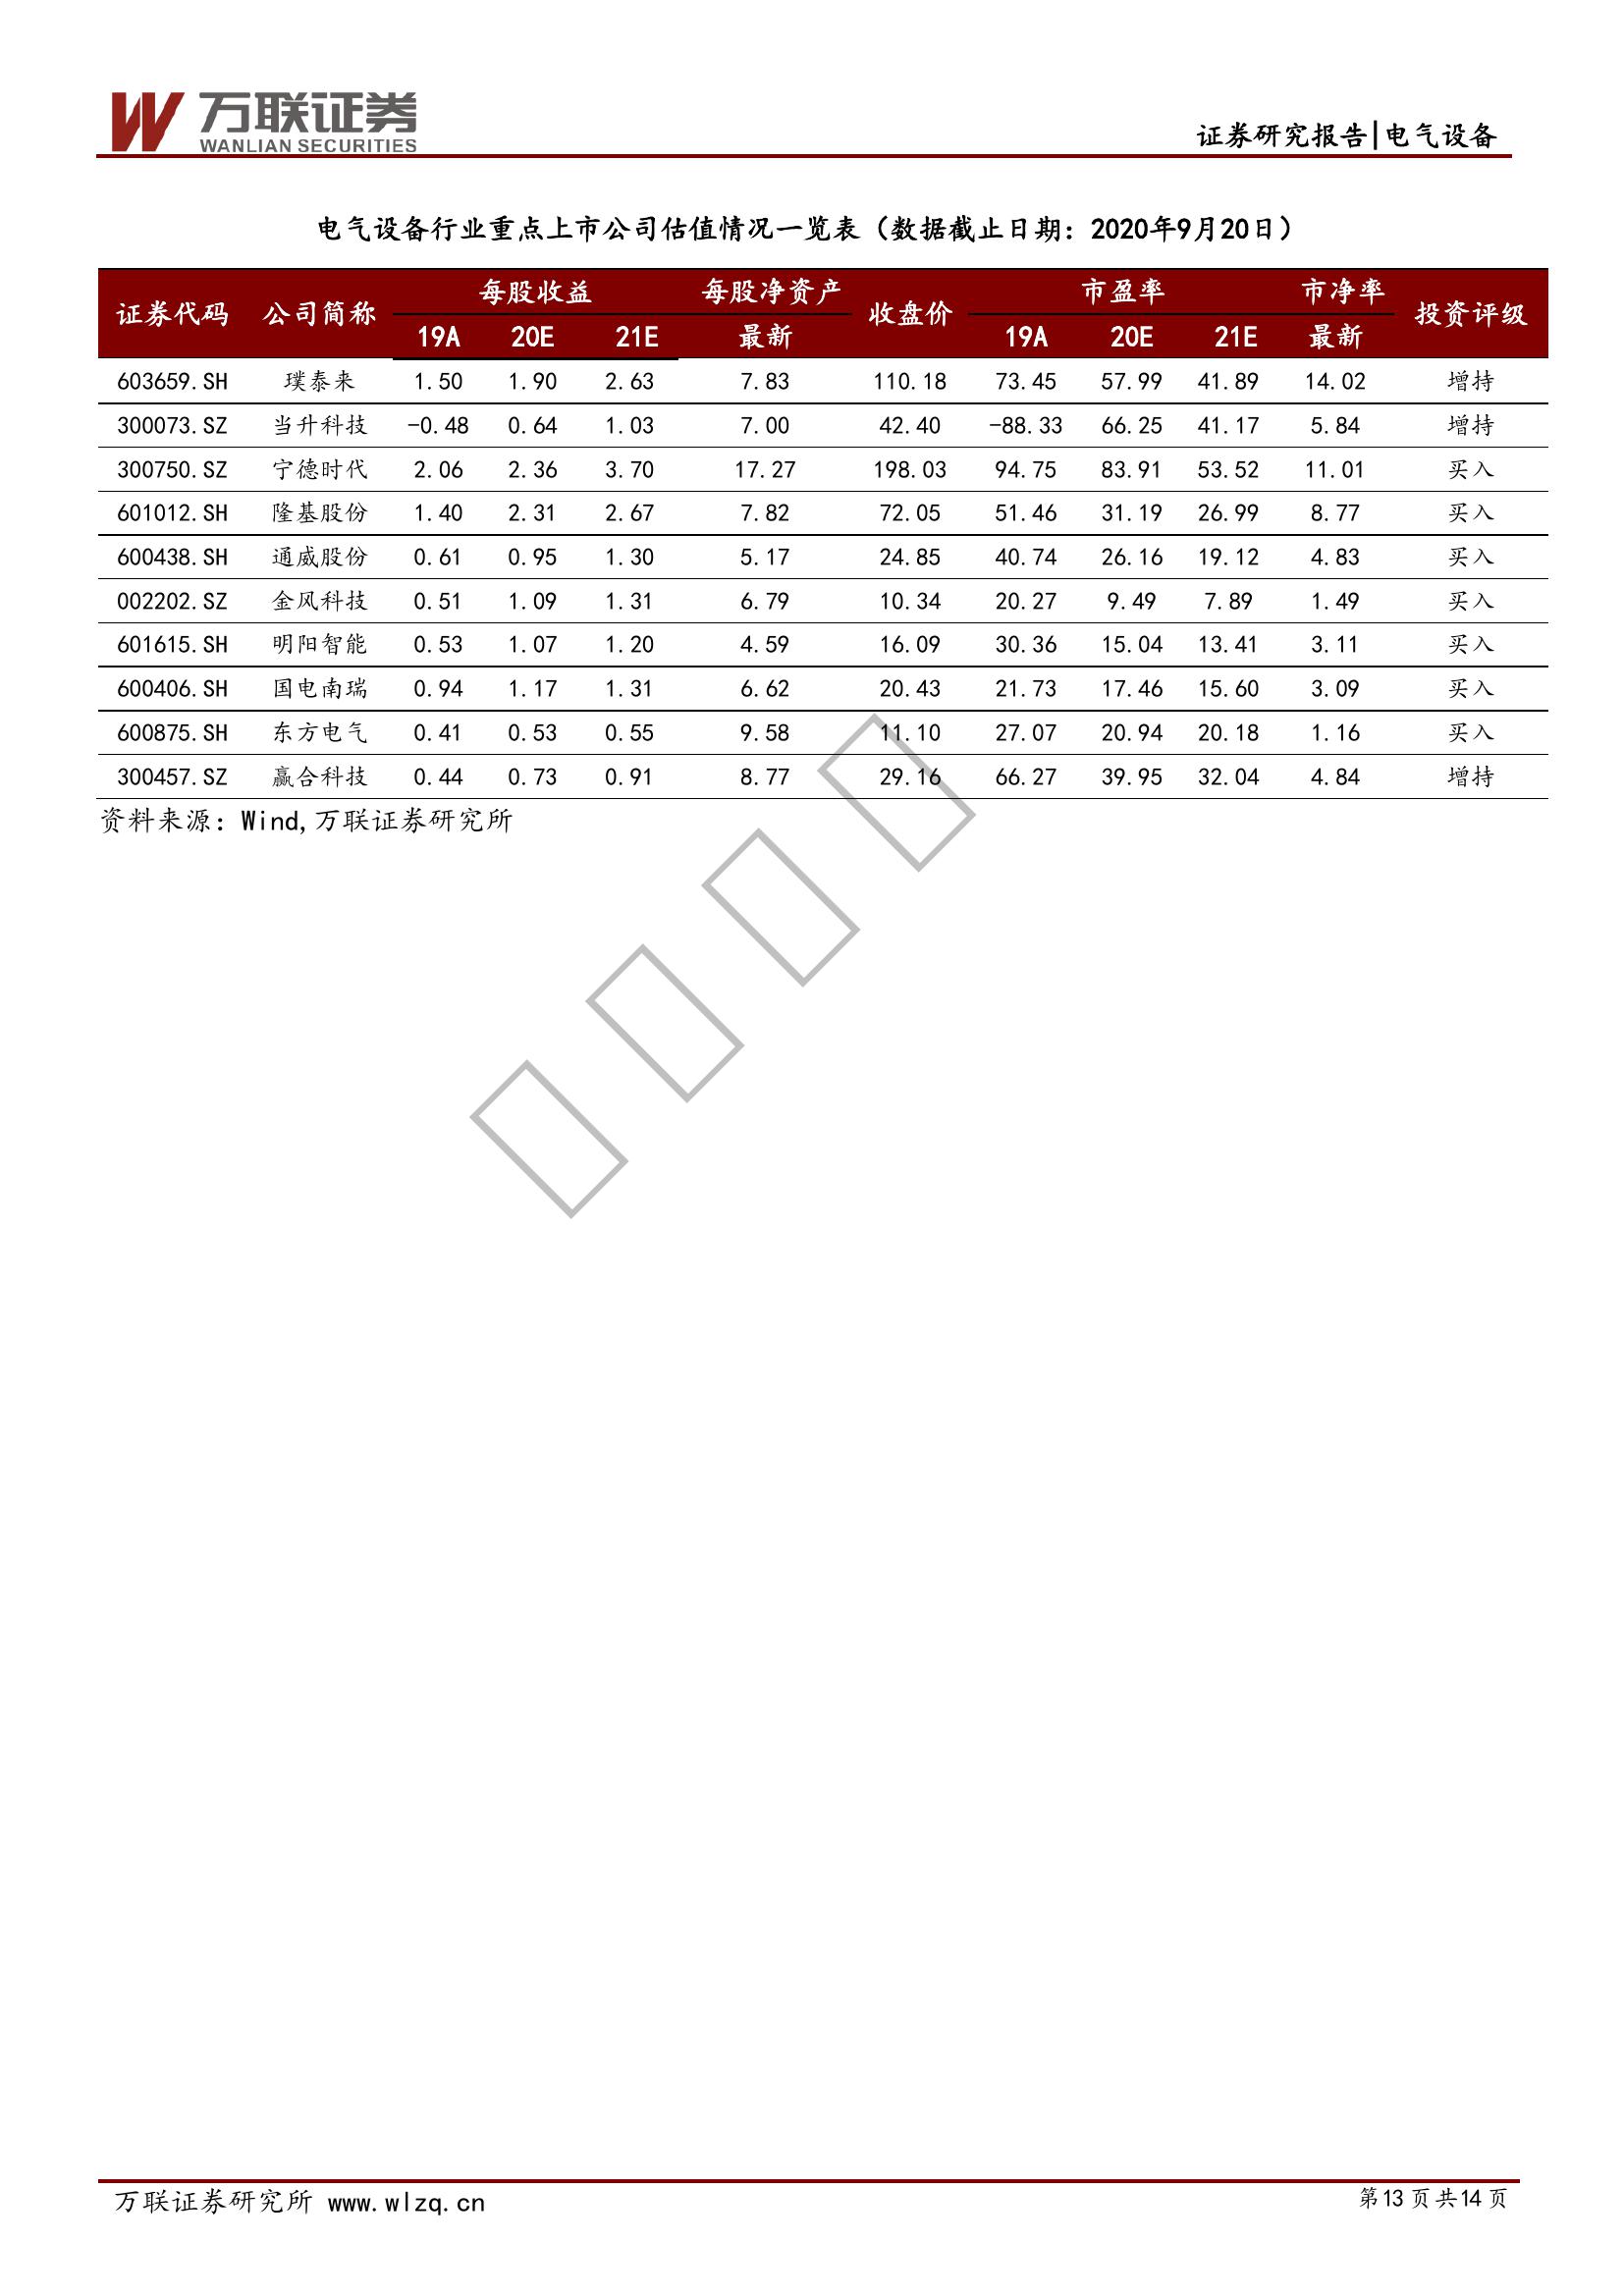 万联证券
WANLIAN SECURITIES
证券研究报告|电气设备
电气设备行业重点上市公司估值情况一览表（数据截止日期：2020年9月20日）
证券代码 公司简称 每股收益 每股净资产 收盘价 市盈率 市净率 投资评级
19A 20E 21E 最新 19A 20E 21E 最新
603659.SH 璞泰来 1.50 1.90 2.63 7.83 110.18 73.45 57.99 41.89 14.02 增持
300073.SZ 当升科技 -0.48 0.64 1.03 7.00 42.40 -88.33 66.25 41.17 5.84 增持
300750.SZ 宁德时代 2.06 2.36 3.70 17.27 198.03 94.75 83.91 53.52 11.01 买入
601012.SH 隆基股份 1.40 2.31 2.67 7.82 72.05 51.46 31.19 26.99 8.77 买入
600438.SH 通威股份 0.61 0.95 1.30 5.17 24.85 40.74 26.16 19.12 4.83 买入
002202.SZ 金风科技 0.51 1.09 1.31 6.79 10.34 20.27 9.49 7.89 1.49 买入
601615.SH 明阳智能 0.53 1.07 1.20 4.59 16.09 30.36 15.04 13.41 3.11 买入
600406.SH 国电南瑞 0.94 1.17 1.31 6.62 20.43 21.73 17.46 15.60 3.09 买入
600875.SH 东方电气 0.41 0.53 0.55 9.58 11.10 27.07 20.94 20.18 1.16 买入
300457.SZ 赢合科技 0.44 0.73 0.91 8.77 29.16 66.27 39.95 32.04 4.84 增持
资料来源：Wind,万联证券研究所
万联证券研究所 www.wlzq.cn
第13页共14页